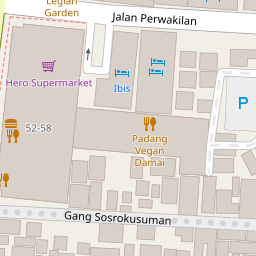 Legian
Garden
Jalan Perwakilan
Hero Supermarket
Ibis
P
52-58
Padang
Vegan
Damai
Gang Sosrokusuman